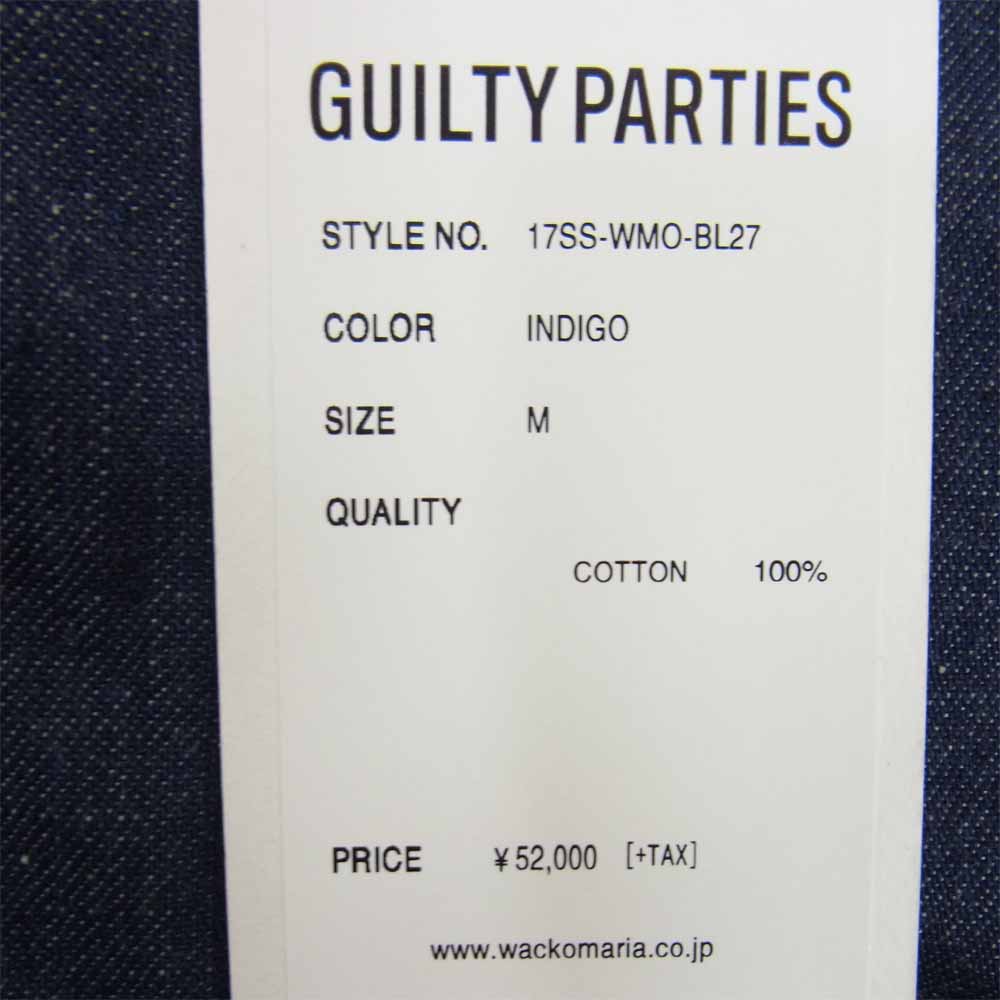 GUILTY PARTIES
STYLE NO. 17SS-WMO-BL27
COLOR INDIGO
SIZE M
QUALITY
COTTON 100%
PRICE ¥52,000 [+TAX]
www.wackomaria.co.jp